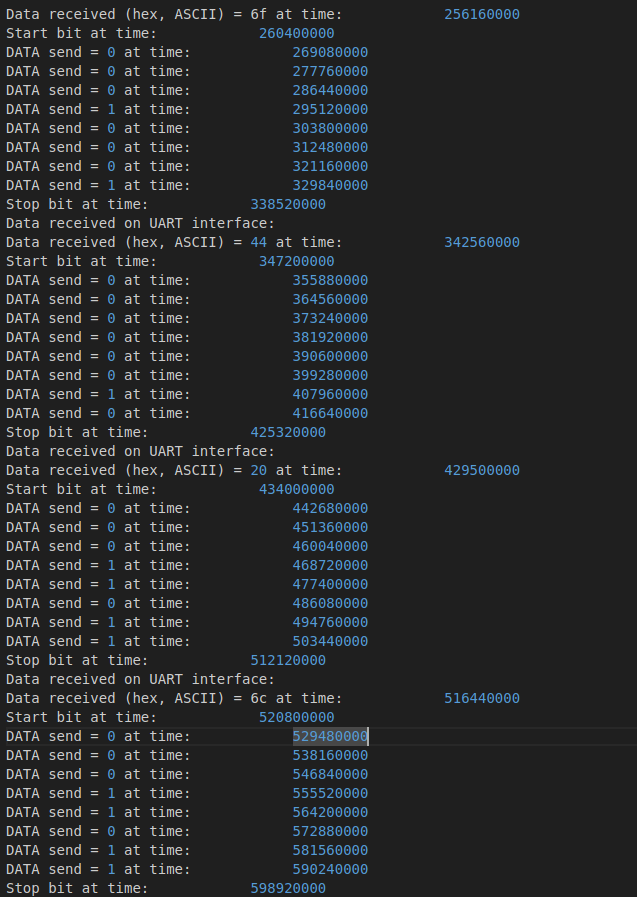 Data received (hex, ASCII) = 6f at time:            256160000
Start bit at time:            260400000
DATA send = 0 at time:            269080000
DATA send = 0 at time:            277760000
DATA send = 0 at time:            286440000
DATA send = 1 at time:            295120000
DATA send = 0 at time:            303800000
DATA send = 0 at time:            312480000
DATA send = 0 at time:            321160000
DATA send = 1 at time:            329840000
Stop bit at time:            338520000
Data received on UART interface:
Data received (hex, ASCII) = 44 at time:            342560000
Start bit at time:            347200000
DATA send = 0 at time:            355880000
DATA send = 0 at time:            364560000
DATA send = 0 at time:            373240000
DATA send = 0 at time:            381920000
DATA send = 0 at time:            390600000
DATA send = 0 at time:            399280000
DATA send = 1 at time:            407960000
DATA send = 0 at time:            416640000
Stop bit at time:            425320000
Data received on UART interface:
Data received (hex, ASCII) = 20 at time:            429500000
Start bit at time:            434000000
DATA send = 0 at time:            442680000
DATA send = 0 at time:            451360000
DATA send = 0 at time:            460040000
DATA send = 1 at time:            468720000
DATA send = 1 at time:            477400000
DATA send = 0 at time:            486080000
DATA send = 1 at time:            494760000
DATA send = 1 at time:            503440000
Stop bit at time:            512120000
Data received on UART interface:
Data received (hex, ASCII) = 6c at time:            516440000
Start bit at time:            520800000
DATA send = 0 at time:            529480000
DATA send = 0 at time:            538160000
DATA send = 0 at time:            546840000
DATA send = 1 at time:            555520000
DATA send = 1 at time:            564200000
DATA send = 0 at time:            572880000
DATA send = 1 at time:            581560000
DATA send = 1 at time:            590240000
Stop bit at time:            598920000